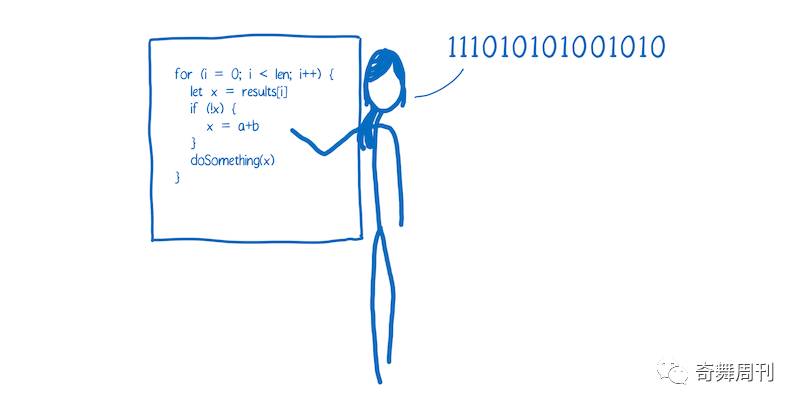 for (i = 0; i < len; i++) {
let x = results[i]
if (!x) {
x = a+b
}
doSomething(x)
}
111010101001010
奇舞周刊